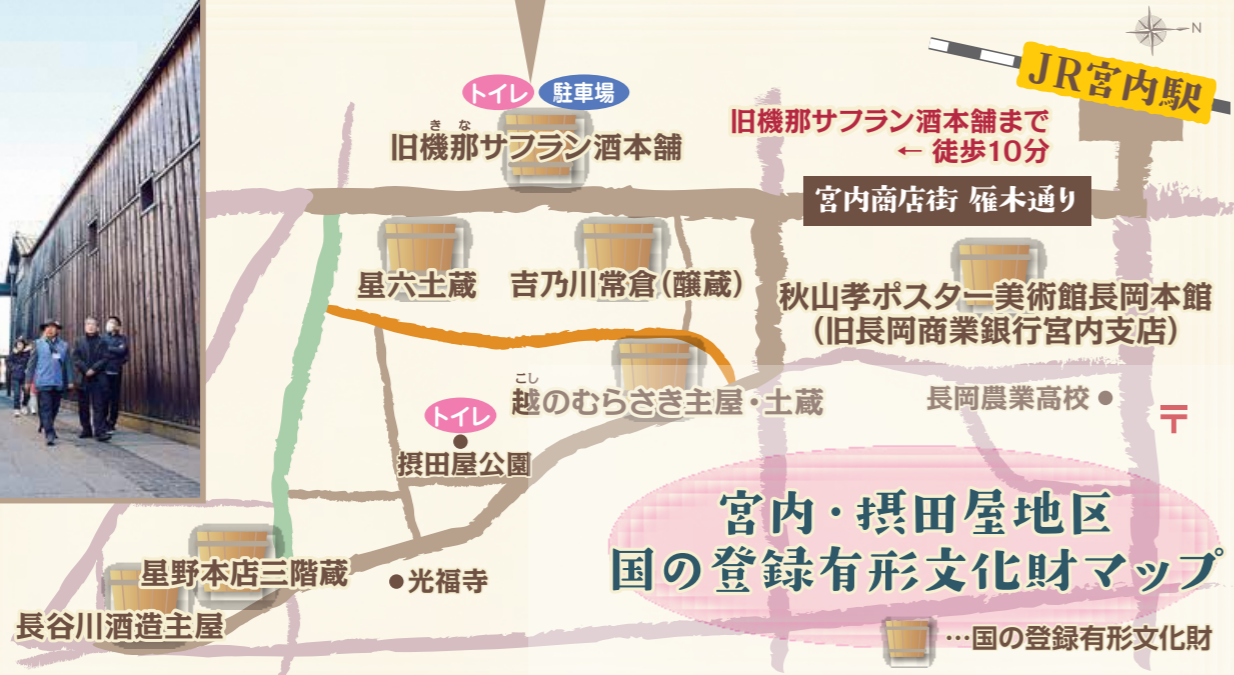 N
JR宮内駅
トイレ
駐車場
きな
旧機那サフラン酒本舗
旧機那サフラン酒本舗まで
← 徒歩10分
宮内商店街 雁木通り
星六土蔵
吉乃川常倉(醸蔵)
秋山孝ポスター美術館長岡本館
(旧長岡商業銀行宮内支店)
こし
越のむらさき主屋・土蔵
長岡農業高校
〒
トイレ
摂田屋公園
宮内・摂田屋地区
国の登録有形文化財マップ
星野本店三階蔵
光福寺
長谷川酒造主屋
…国の登録有形文化財